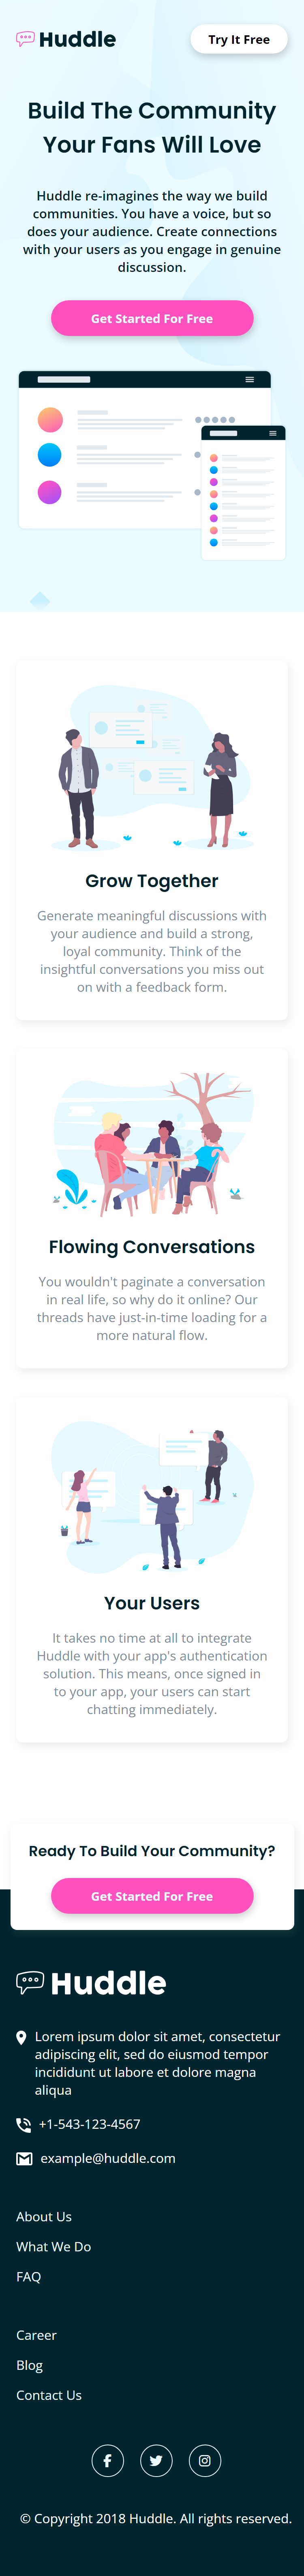 Huddle
Try It Free
Build The Community
Your Fans Will Love
Huddle re-imagines the way we build
communities. You have a voice, but so
does your audience. Create connections
with your users as you engage in genuine
discussion.
Get Started For Free
Grow Together
Generate meaningful discussions with
your audience and build a strong,
loyal community. Think of the
insightful conversations you miss out
on with a feedback form.
Flowing Conversations
You wouldn't paginate a conversation
in real life, so why do it online? Our
threads have just-in-time loading for a
more natural flow.
Your Users
It takes no time at all to integrate
Huddle with your app's authentication
solution. This means, once signed in
to your app, your users can start
chatting immediately.
Ready To Build Your Community?
Get Started For Free
Huddle
Lorem ipsum dolor sit amet, consectetur
adipiscing elit, sed do eiusmod tempor
incididunt ut labore et dolore magna
aliqua
+1-543-123-4567
example@huddle.com
About Us
What We Do
FAQ
Career
Blog
Contact Us
© Copyright 2018 Huddle. All rights reserved.